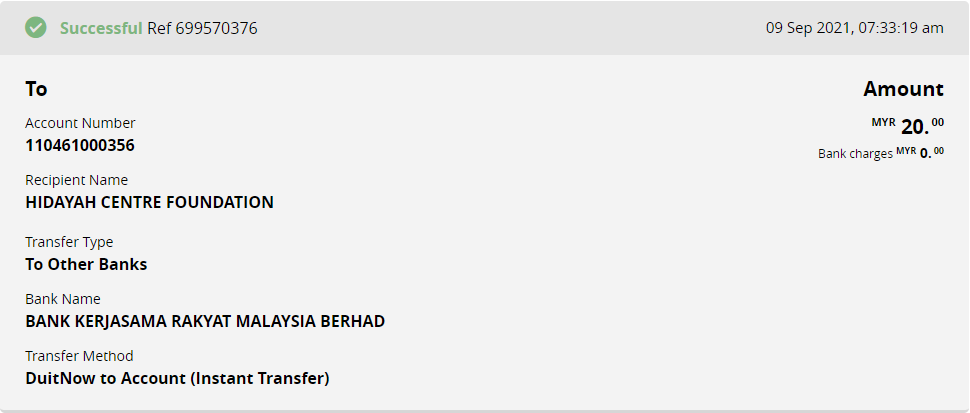 Successful Ref 699570376
09 Sep 2021, 07:33:19 am
To
Amount
Account Number
MYR 20.00
110461000356
Bank charges MYR 0.00
Recipient Name
HIDAYAH CENTRE FOUNDATION
Transfer Type
To Other Banks
Bank Name
BANK KERJASAMA RAKYAT MALAYSIA BERHAD
Transfer Method
DuitNow to Account (Instant Transfer)